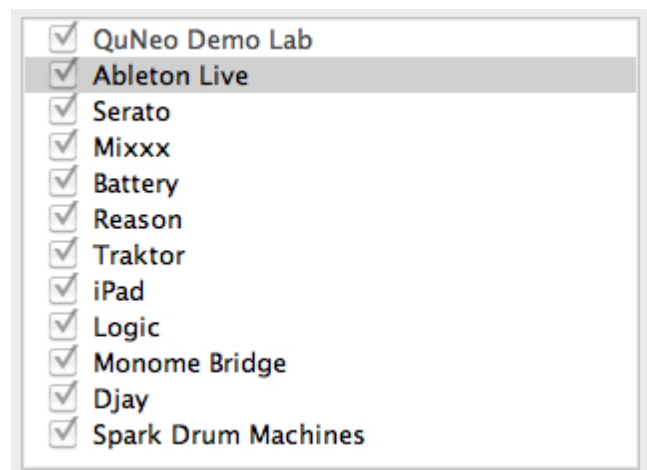 QuNeo Demo Lab
Ableton Live
Serato
Mixxx
Battery
Reason
Traktor
iPad
Logic
Monome Bridge
Djay
Spark Drum Machines